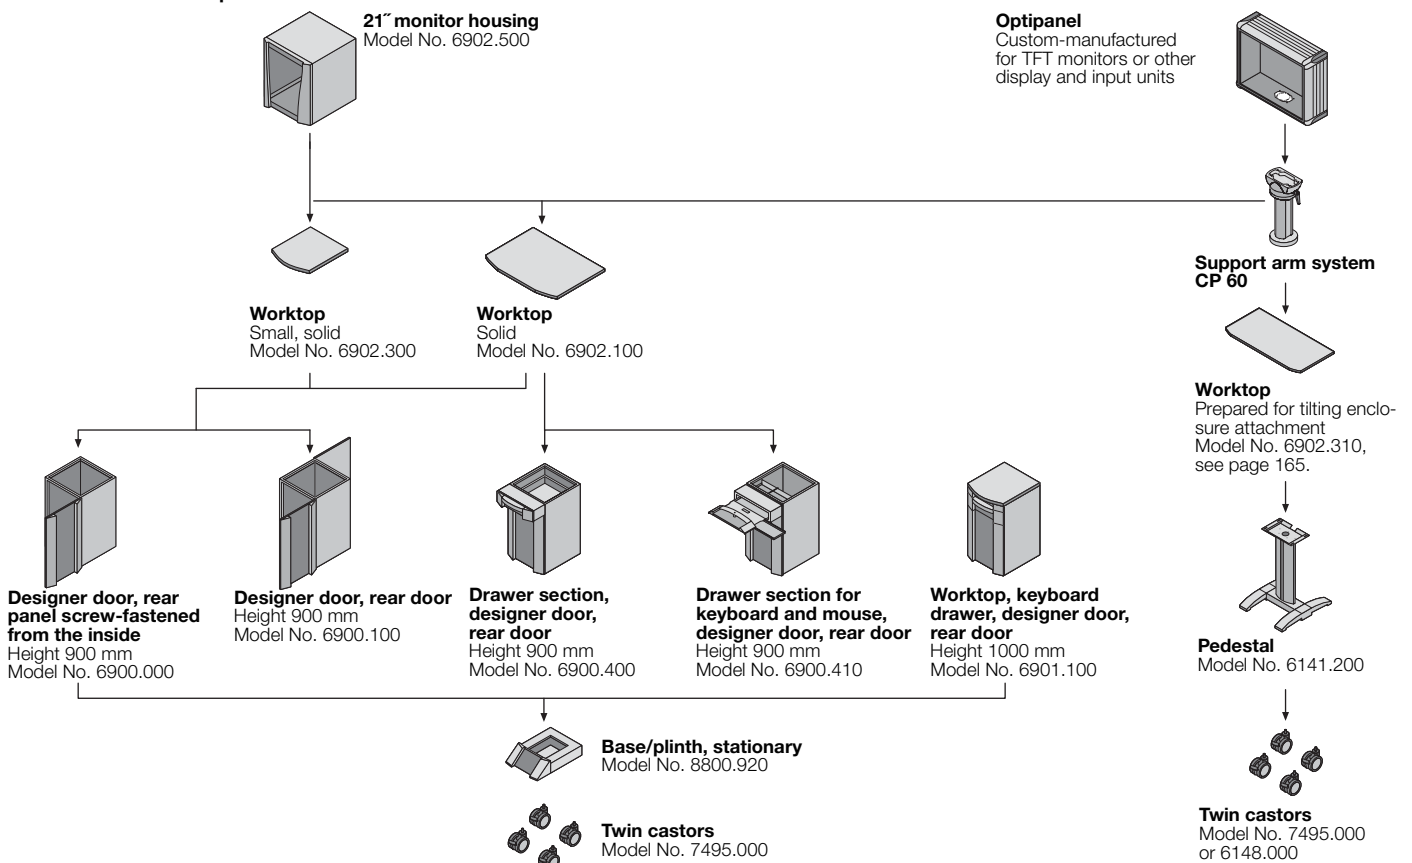 21˝ monitor housing
Model No. 6902.500
Optipanel
Custom-manufactured
for TFT monitors or other
display and input units
Support arm system
CP 60
Worktop
Small, solid
Model No. 6902.300
Worktop
Solid
Model No. 6902.100
Worktop
Prepared for tilting enclo-
sure attachment
Model No. 6902.310,
see page 165.
Designer door, rear
panel screw-fastened
from the inside
Height 900 mm
Model No. 6900.000
Designer door, rear door
Height 900 mm
Model No. 6900.100
Drawer section,
designer door,
rear door
Height 900 mm
Model No. 6900.400
Drawer section for
keyboard and mouse,
designer door, rear door
Height 900 mm
Model No. 6900.410
Worktop, keyboard
drawer, designer door,
rear door
Height 1000 mm
Model No. 6901.100
Pedestal
Model No. 6141.200
Base/plinth, stationary
Model No. 8800.920
Twin castors
Model No. 7495.000
Twin castors
Model No. 7495.000
or 6148.000